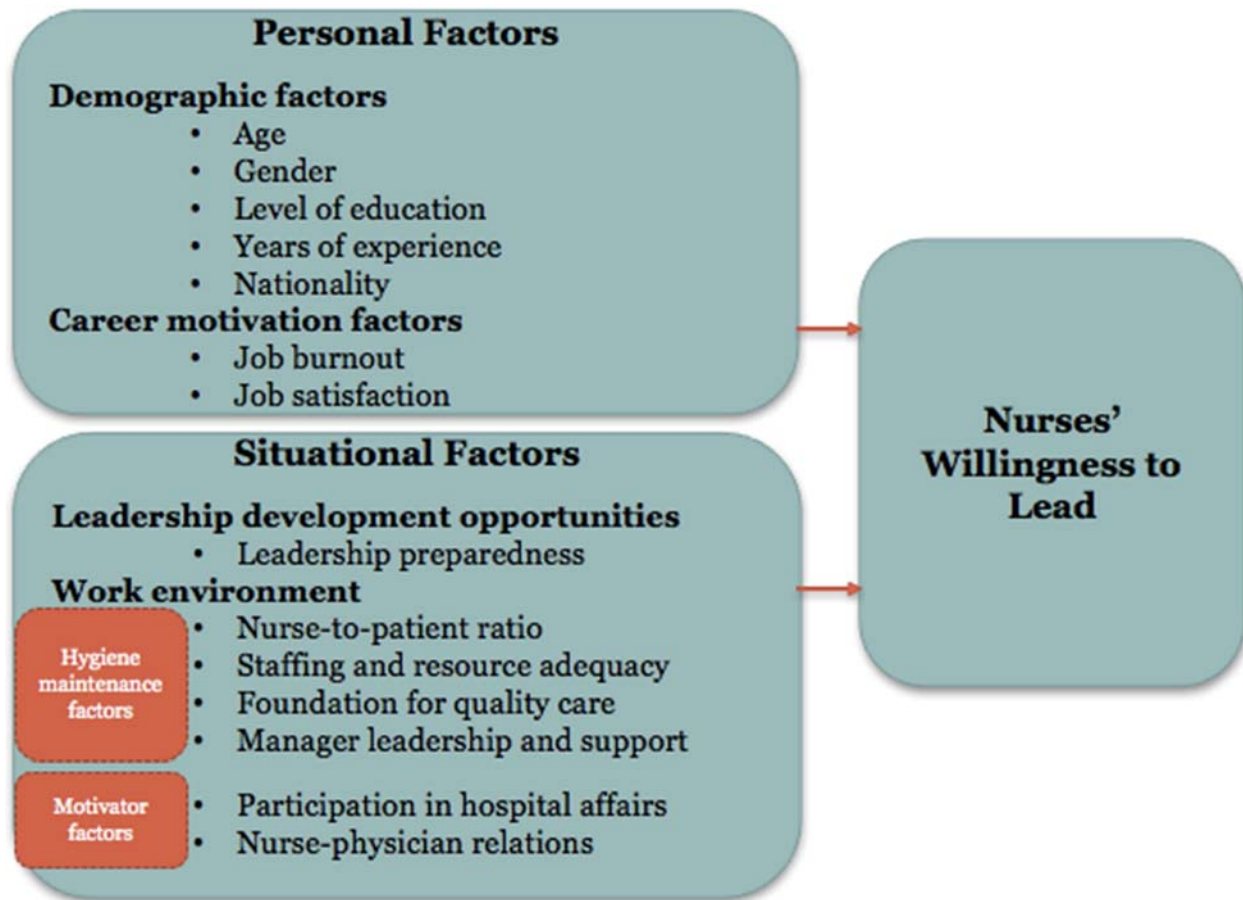 Personal Factors
Demographic factors
• Age
• Gender
• Level of education
• Years of experience
• Nationality
Career motivation factors
• Job burnout
• Job satisfaction
Situational Factors
Leadership development opportunities
• Leadership preparedness
Work environment
Hygiene
maintenance
factors
• Nurse-to-patient ratio
• Staffing and resource adequacy
• Foundation for quality care
• Manager leadership and support
Motivator
factors
• Participation in hospital affairs
• Nurse-physician relations
Nurses’
Willingness to
Lead